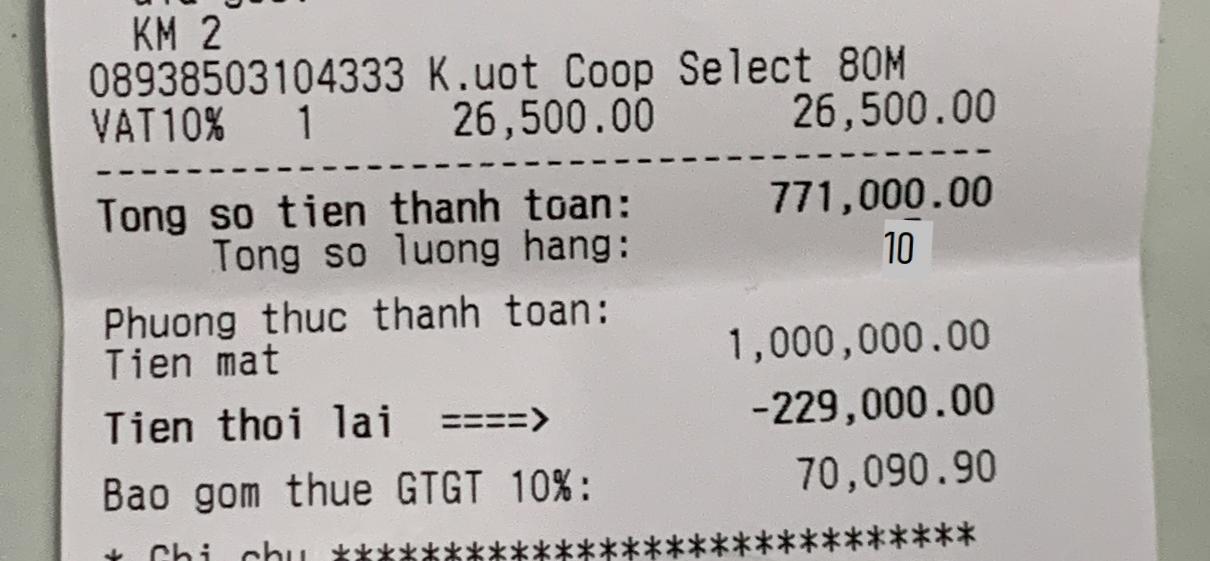 KM 2
08938503104333 K.uot Coop Select 80M
VAT10% 1 26,500.00 26,500.00
Tong so tien thanh toan: 771,000.00
Tong so luong hang: 10
Phuong thuc thanh toan:
Tien mat 1,000,000.00
Tien thoi lai ====> -229,000.00
Bao gom thue GTGT 10%: 70,090.90
* Chi chu *****************************